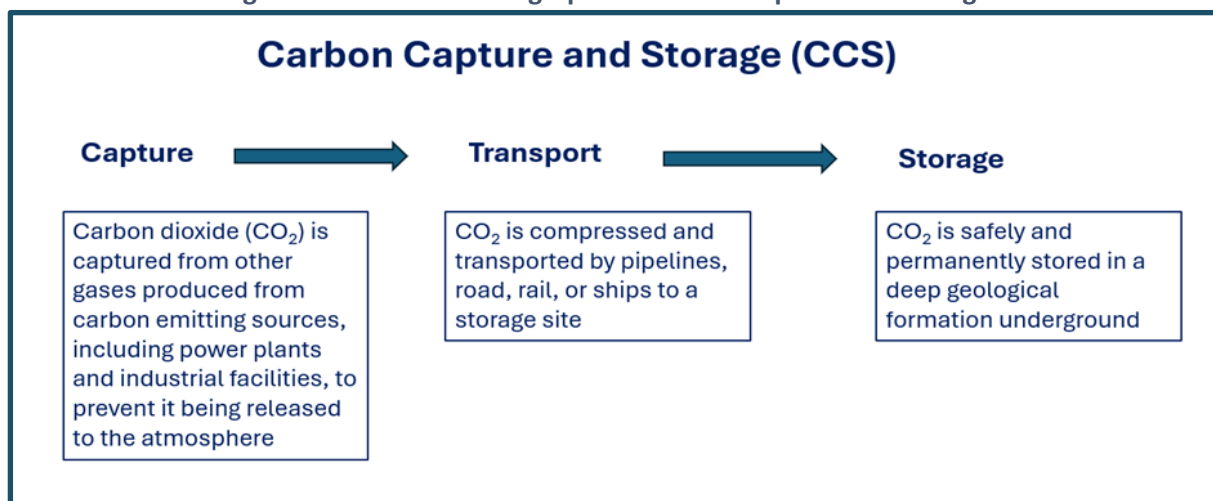 Carbon Capture and Storage (CCS)
Capture
Transport
Storage
Carbon dioxide (CO₂) is
captured from other
gases produced from
carbon emitting sources,
including power plants
and industrial facilities, to
prevent it being released
to the atmosphere
CO₂ is compressed and
transported by pipelines,
road, rail, or ships to a
storage site
CO₂ is safely and
permanently stored in a
deep geological
formation underground